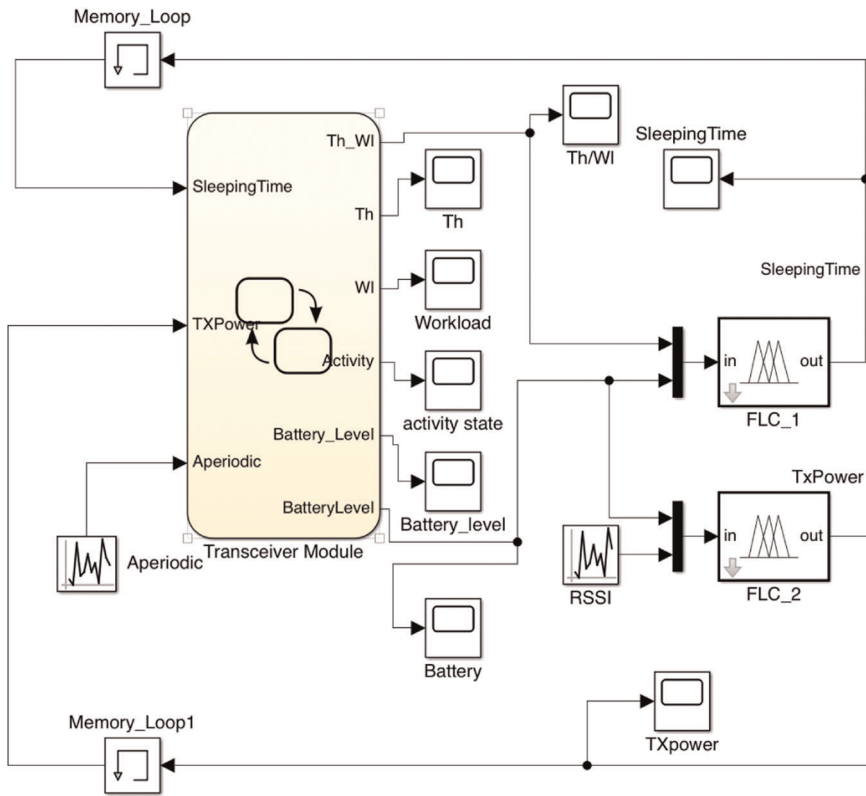 Memory_Loop
Th_Wl
Th/Wl
SleepingTime
SleepingTime
Th
Th
SleepingTime
Wl
Workload
TXPower
in
out
FLC_1
Activity
activity state
Battery_Level
Aperiodic
TxPower
BatteryLevel
Battery_level
in
out
Transceiver Module
Aperiodic
RSSI
FLC_2
Battery
Memory_Loop1
TXpower